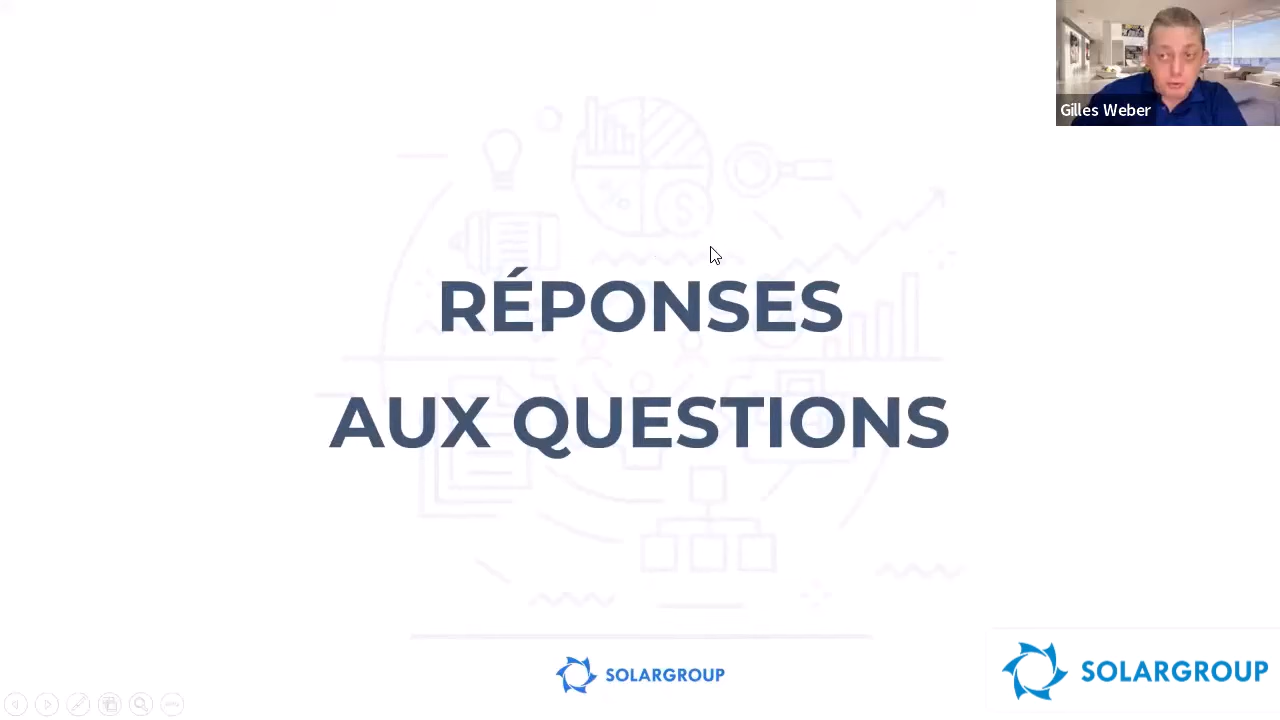 Gilles Weber
RÉPONSES
AUX QUESTIONS
SOLARGROUP
SOLARGROUP